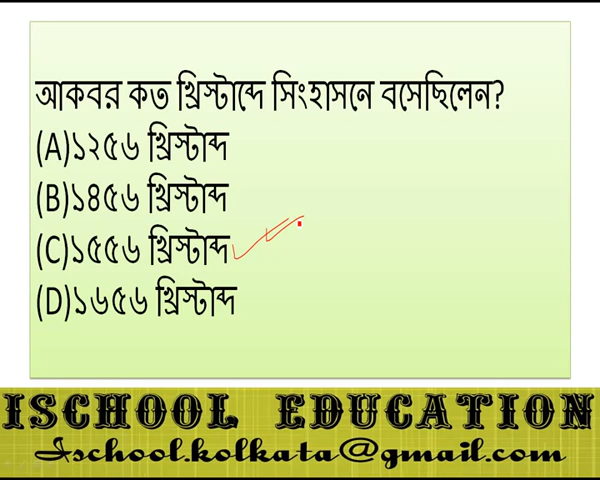 আকবর কত খ্রিস্টাব্দে সিংহাসনে বসেছিলেন?
(A)১২৫৬ খ্রিস্টাব্দ
(B)১৪৫৬ খ্রিস্টাব্দ
(C)১৫৫৬ খ্রিস্টাব্দ
(D)১৬৫৬ খ্রিস্টাব্দ
ISCHOOL EDUCATION
Ischool.kolkata@gmail.com